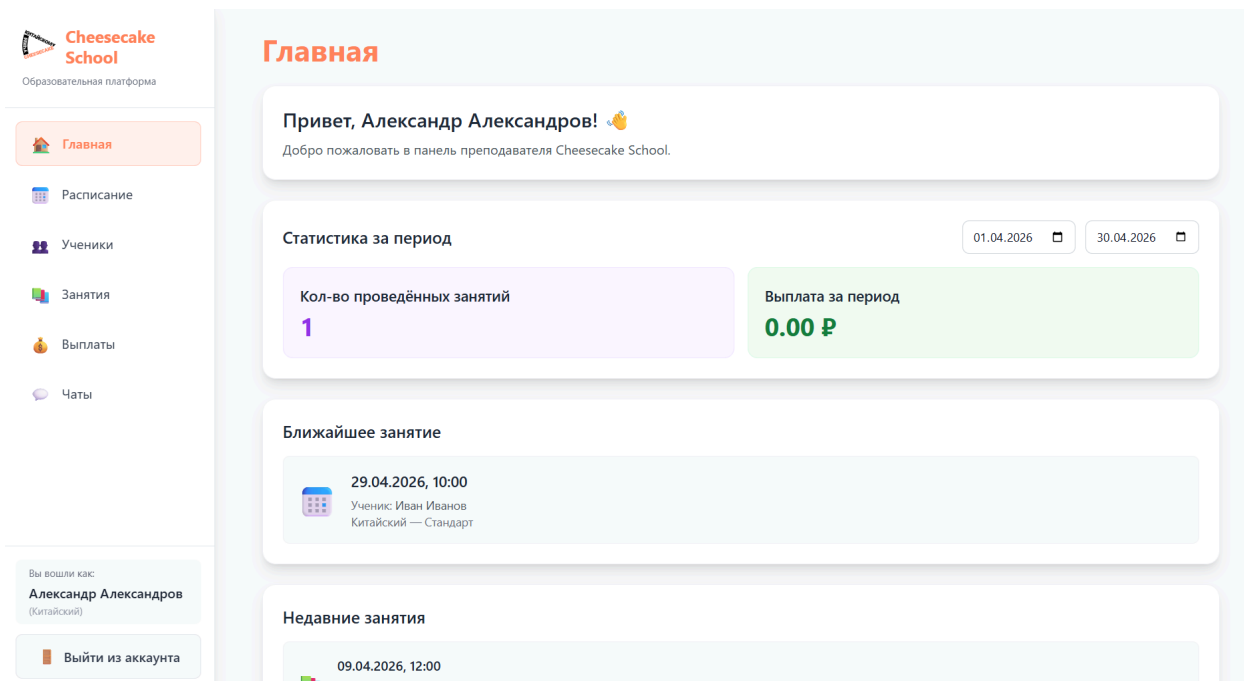 Cheesecake
School
Образовательная платформа
Главная
Расписание
Ученики
Занятия
Выплаты
Чаты
Вы вошли как:
Александр Александров
(Китайский)
Выйти из аккаунта
Главная
Привет, Александр Александров! 👋
Добро пожаловать в панель преподавателя Cheesecake School.
Статистика за период
01.04.2026
30.04.2026
Кол-во проведённых занятий
1
Выплата за период
0.00 ₽
Ближайшее занятие
29.04.2026, 10:00
Ученик: Иван Иванов
Китайский — Стандарт
Недавние занятия
09.04.2026, 12:00